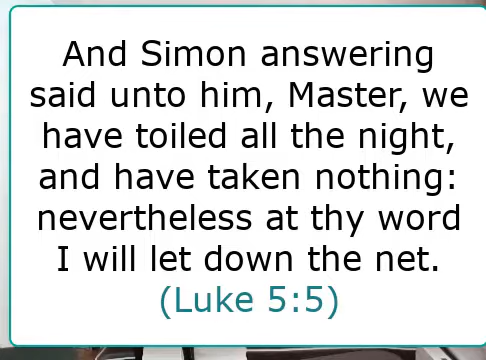 And Simon answering
said unto him, Master, we
have toiled all the night,
and have taken nothing:
nevertheless at thy word
I will let down the net.
(Luke 5:5)